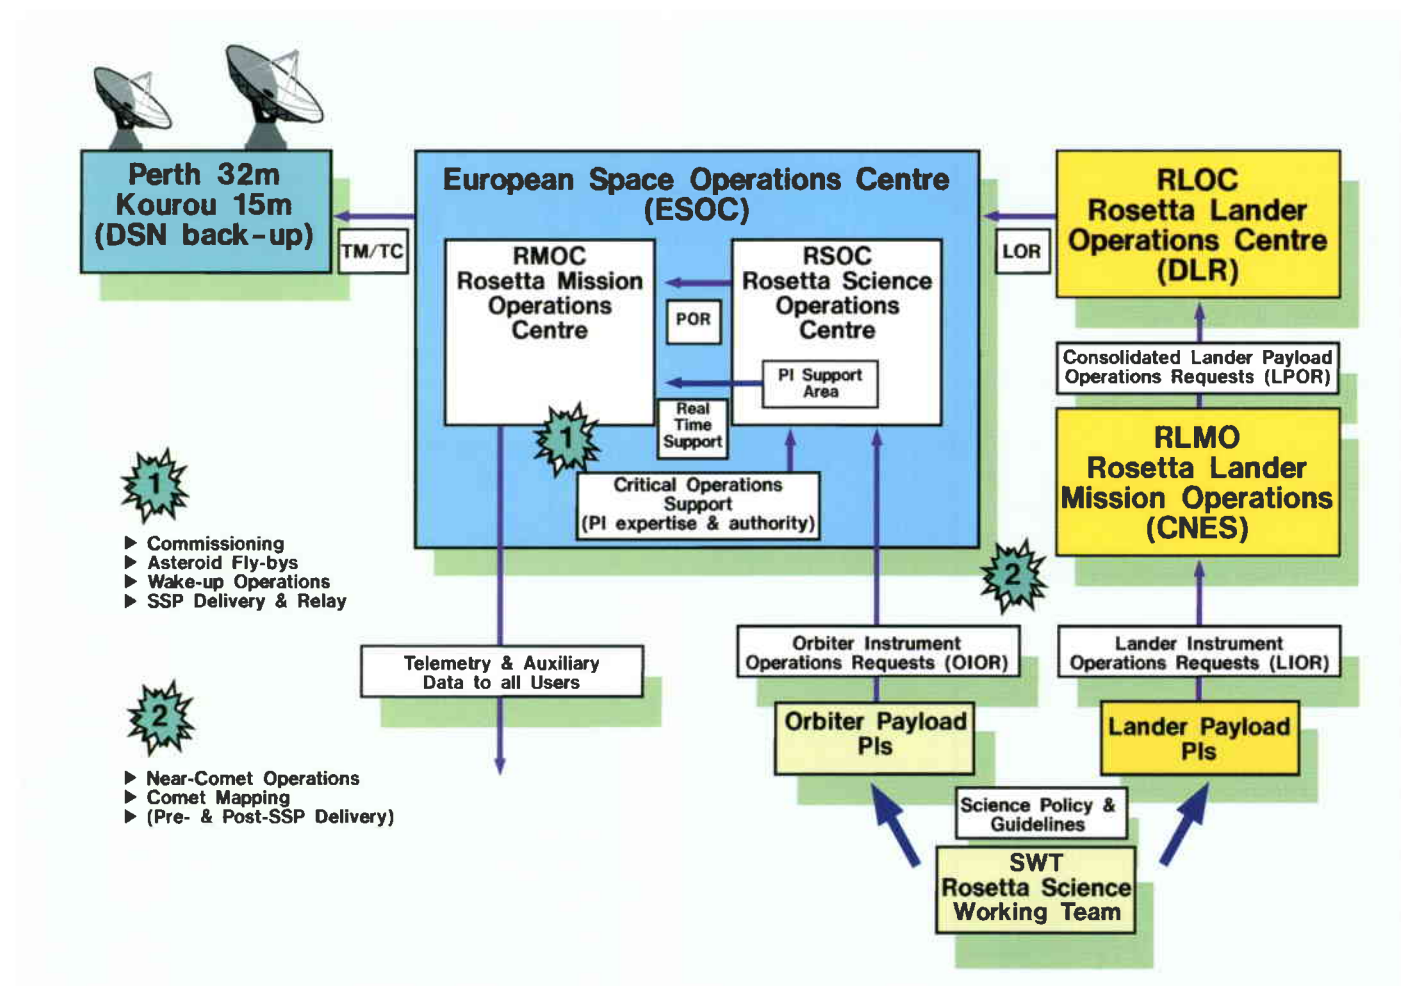 Perth 32m
Kourou 15m
(DSN back-up)
TM/TC
European Space Operations Centre
(ESOC)
RMOC
Rosetta Mission
Operations
Centre
POR
RSOC
Rosetta Science
Operations
Centre
PI Support
Area
Real
Time
Support
1
Critical Operations
Support
(PI expertise & authority)
LOR
RLOC
Rosetta Lander
Operations Centre
(DLR)
Consolidated Lander Payload
Operations Requests (LPOR)
RLMO
Rosetta Lander
Mission Operations
(CNES)
2
1
Commissioning
Asteroid Fly-bys
Wake-up Operations
SSP Delivery & Relay
Telemetry & Auxiliary
Data to all Users
Orbiter Instrument
Operations Requests (OIOR)
Lander Instrument
Operations Requests (LIOR)
2
Near-Comet Operations
Comet Mapping
(Pre- & Post-SSP Delivery)
Orbiter Payload
PIs
Lander Payload
PIs
Science Policy &
Guidelines
SWT
Rosetta Science
Working Team